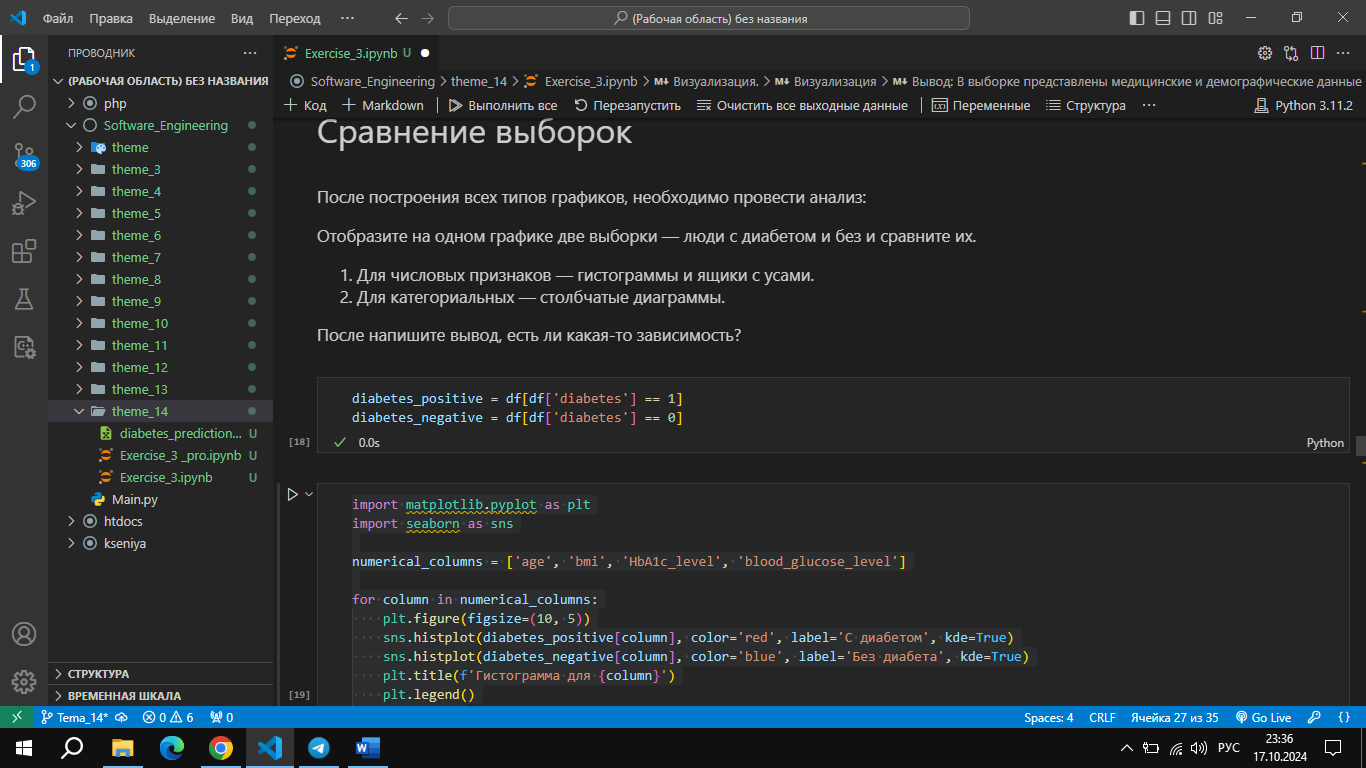 Файл Правка Выделение Вид Переход ··· (Рабочая область) без названия
ПРОВОДНИК ···
(РАБОЧАЯ ОБЛАСТЬ) БЕЗ НАЗВАНИЯ
php
Software_Engineering
theme
theme_3
theme_4
theme_5
theme_6
theme_7
theme_8
theme_9
theme_10
theme_11
theme_12
theme_13
theme_14
diabetes_prediction... U
Exercise_3 _pro.ipynb U
Exercise_3.ipynb U
Main.py
htdocs
kseniya
СТРУКТУРА
ВРЕМЕННАЯ ШКАЛА
1
306
Exercise_3.ipynb U
Software_Engineering > theme_14 > Exercise_3.ipynb > M↓ Визуализация. > M↓ Визуализация > M↓ Вывод: В выборке представлены медицинские и демографические данные
+ Код + Markdown Выполнить все Перезапустить Очистить все выходные данные Переменные Структура ··· Python 3.11.2
Сравнение выборок
После построения всех типов графиков, необходимо провести анализ:
Отобразите на одном графике две выборки — люди с диабетом и без и сравните их.
1. Для числовых признаков — гистограммы и ящики с усами.
2. Для категориальных — столбчатые диаграммы.
После напишите вывод, есть ли какая-то зависимость?
diabetes_positive = df[df['diabetes'] == 1]
diabetes_negative = df[df['diabetes'] == 0]
[18] 0.0s Python
import matplotlib.pyplot as plt
import seaborn as sns
numerical_columns = ['age', 'bmi', 'HbA1c_level', 'blood_glucose_level']
for column in numerical_columns:
plt.figure(figsize=(10, 5))
sns.histplot(diabetes_positive[column], color='red', label='С диабетом', kde=True)
sns.histplot(diabetes_negative[column], color='blue', label='Без диабета', kde=True)
plt.title(f'Гистограмма для {column}')
[19] plt.legend()
Tema_14* 0 6 0 Spaces: 4 CRLF Ячейка 27 из 35 Go Live {}
РУС 23:36
17.10.2024